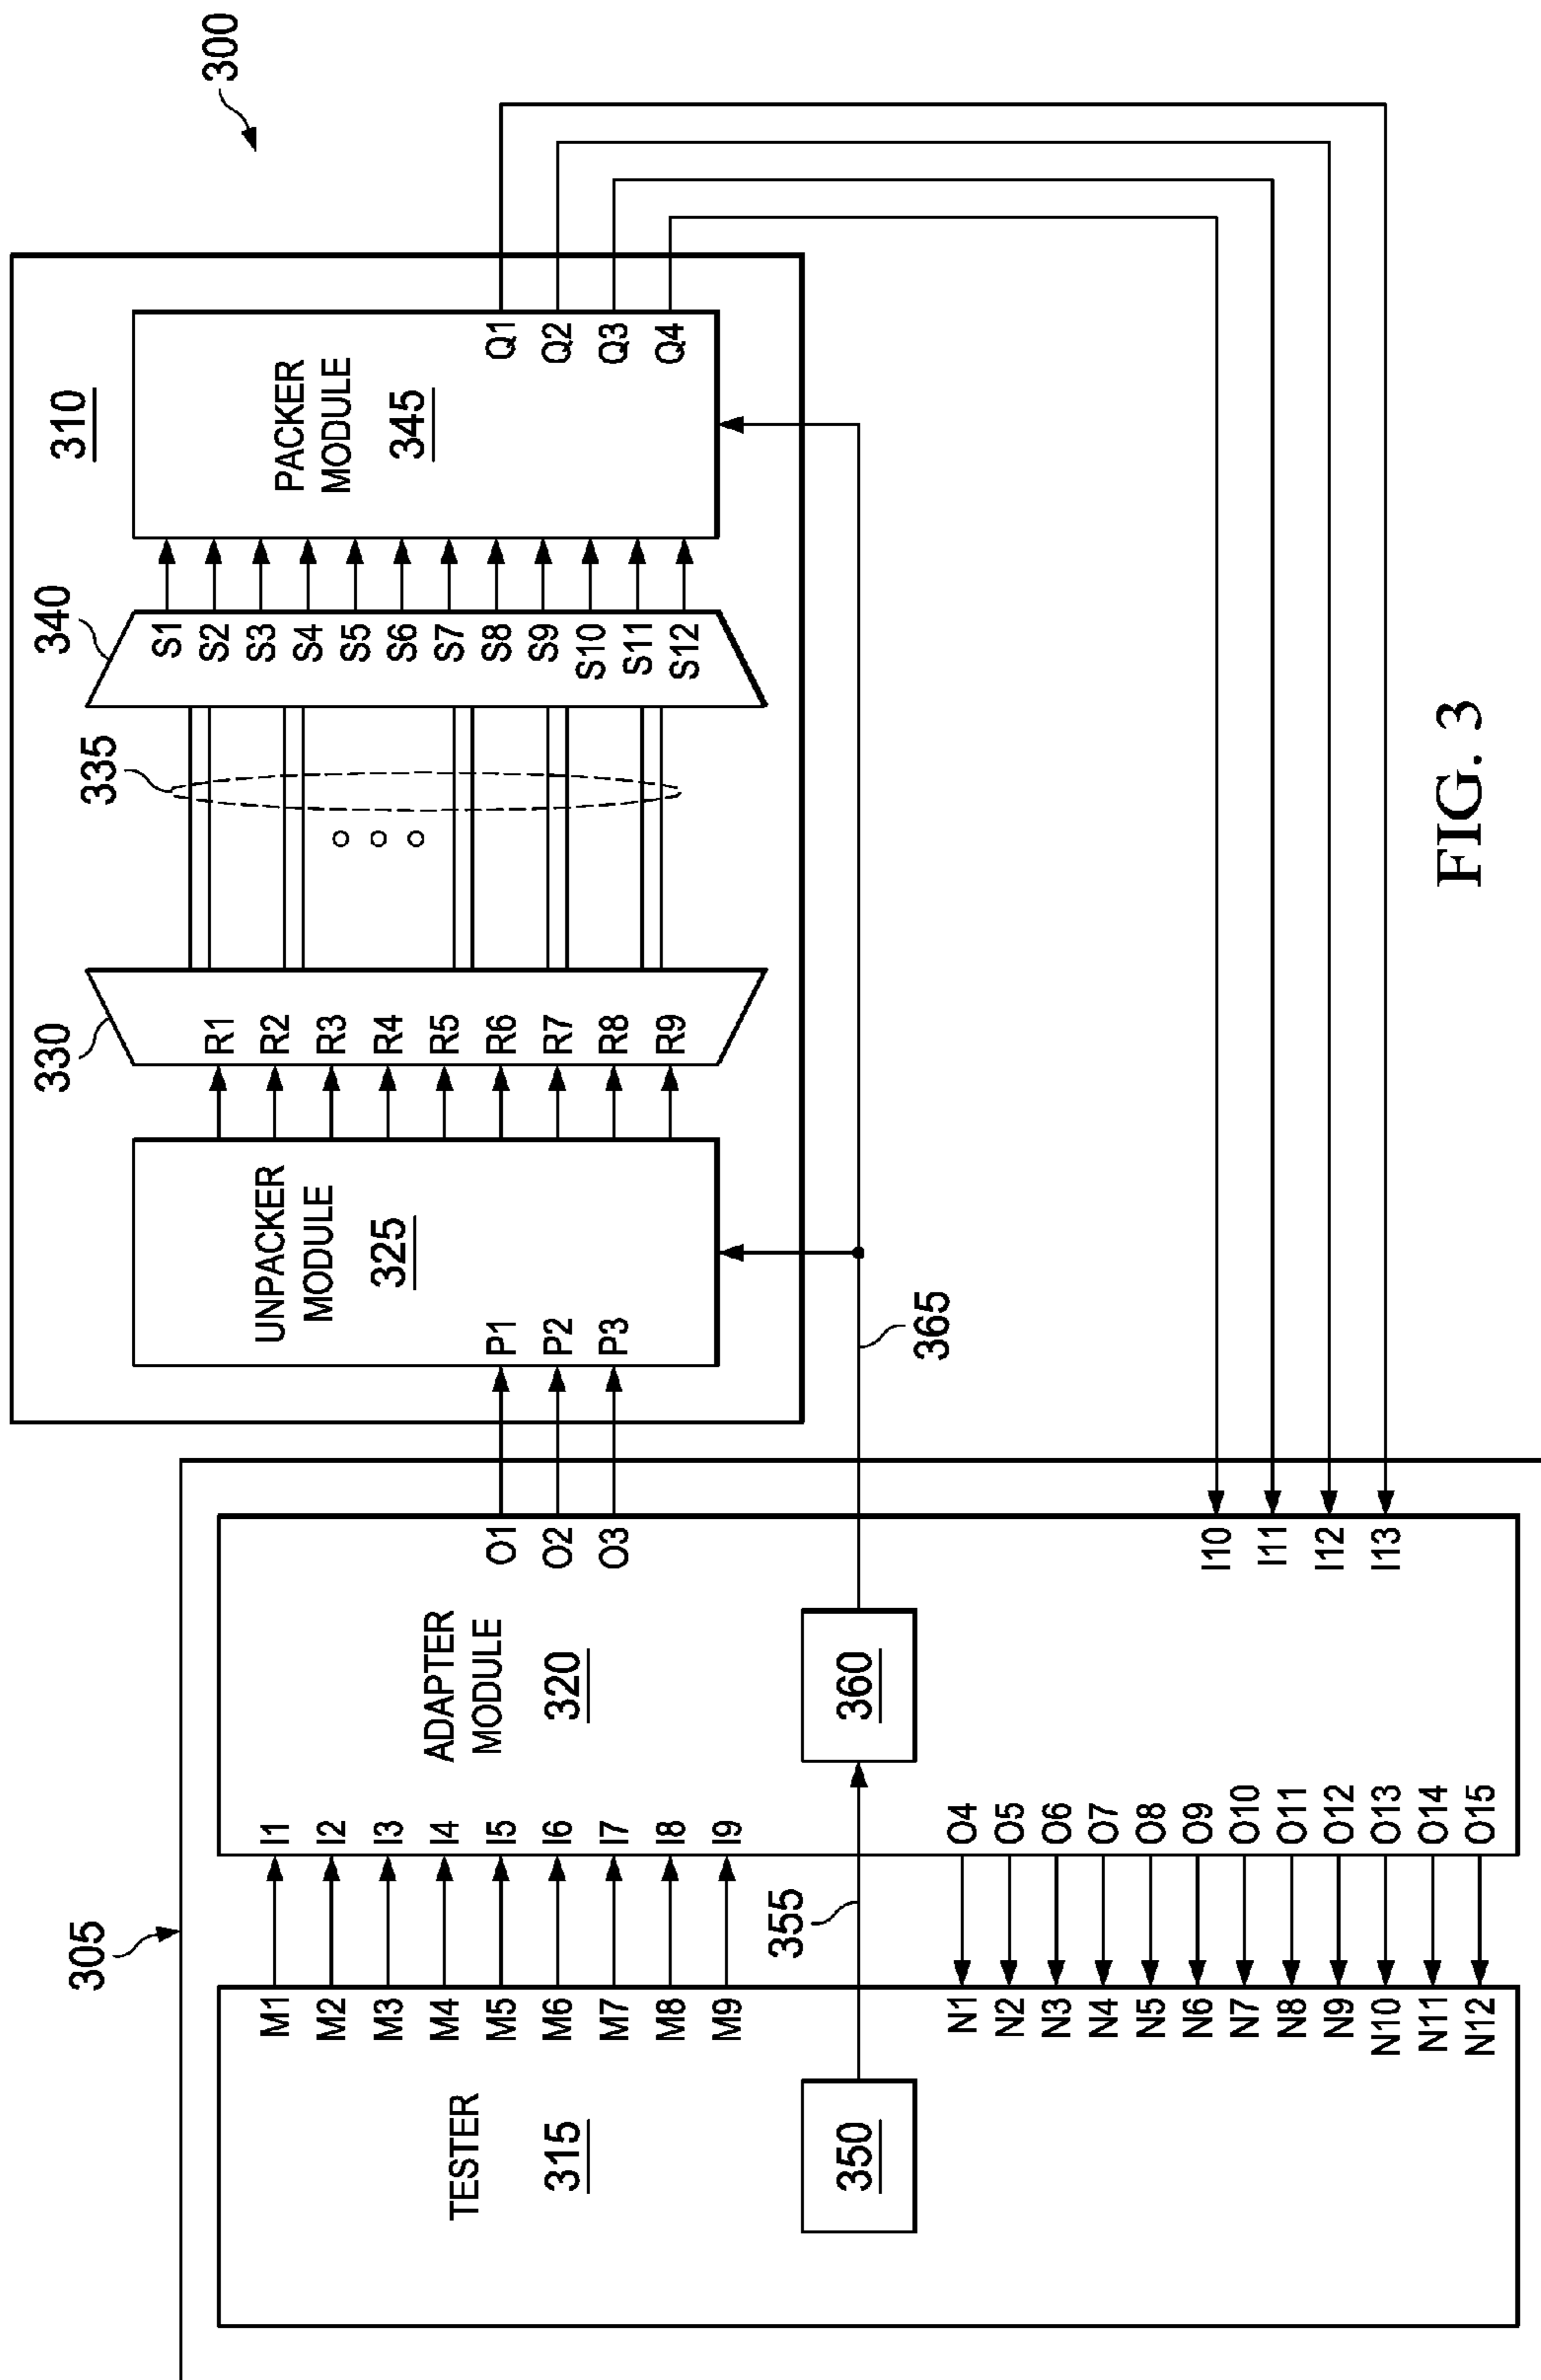 300
305
TESTER
315
350
M1
M2
M3
M4
M5
M6
M7
M8
M9
N1
N2
N3
N4
N5
N6
N7
N8
N9
N10
N11
N12
355
I1
I2
I3
I4
I5
I6
I7
I8
I9
O4
O5
O6
O7
O8
O9
O10
O11
O12
O13
O14
O15
ADAPTER
MODULE
320
360
O1
O2
O3
I10
I11
I12
I13
365
310
P1
P2
P3
UNPACKER
MODULE
325
330
R1
R2
R3
R4
R5
R6
R7
R8
R9
335
340
S1
S2
S3
S4
S5
S6
S7
S8
S9
S10
S11
S12
PACKER
MODULE
345
Q1
Q2
Q3
Q4
FIG. 3